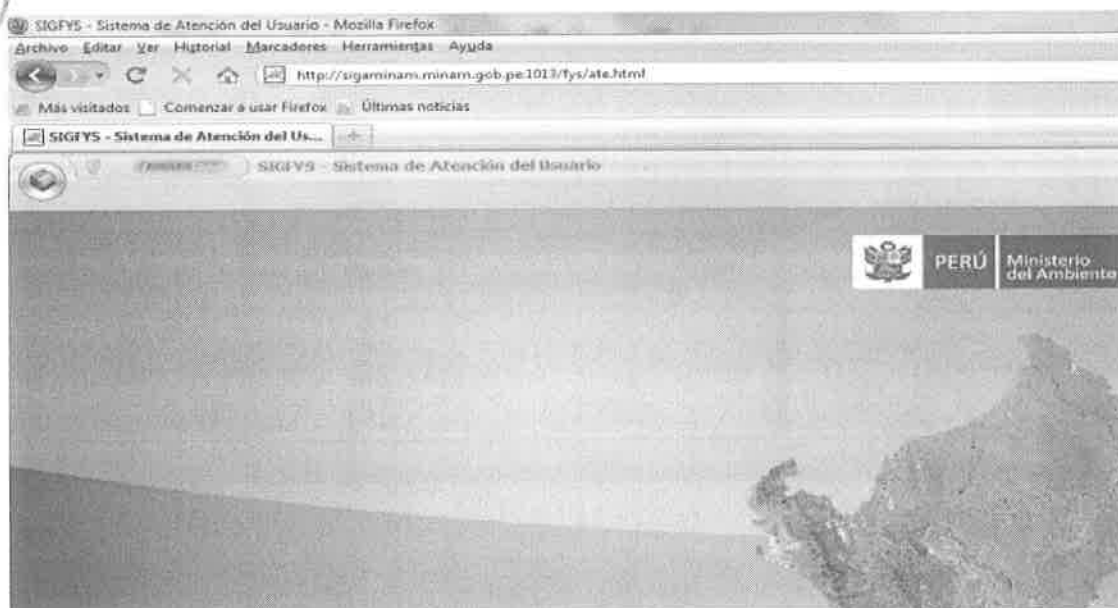 SIGFYS - Sistema de Atención del Usuario - Mozilla Firefox
Archivo Editar Ver Historial Marcadores Herramientas Ayuda
http://sigaminam.minam.gob.pe:1013/fys/ate.html
Más visitados Comenzar a usar Firefox Últimas noticias
SIGFYS - Sistema de Atención del Us...
SIGFYS - Sistema de Atención del Usuario
PERÚ
Ministerio
del Ambiente